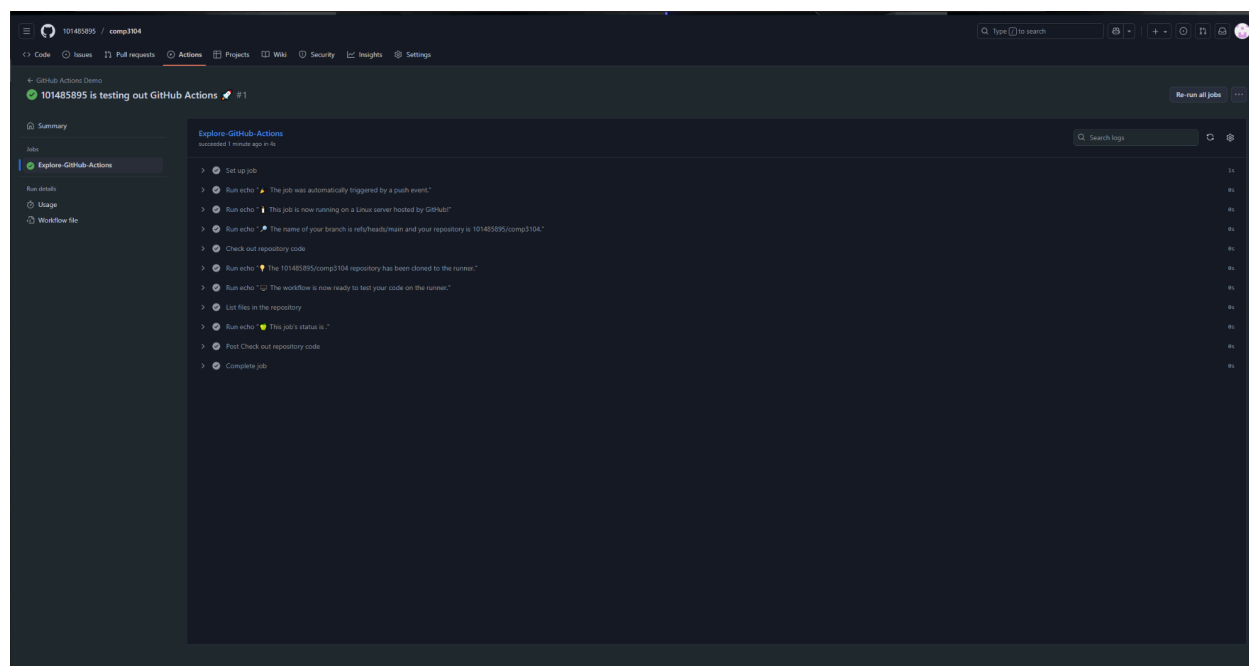 101485895 / comp3104
Type / to search
Code Issues Pull requests Actions Projects Wiki Security Insights Settings
← GitHub Actions Demo
101485895 is testing out GitHub Actions 🚀 #1
Re-run all jobs
Summary
Jobs
Explore-GitHub-Actions
Run details
Usage
Workflow file
Explore-GitHub-Actions
succeeded 1 minute ago in 4s
Search logs
Set up job 1s
Run echo "🎉 The job was automatically triggered by a push event." 0s
Run echo "🐧 This job is now running on a Linux server hosted by GitHub!" 0s
Run echo "🔎 The name of your branch is refs/heads/main and your repository is 101485895/comp3104." 0s
Check out repository code 0s
Run echo "💡 The 101485895/comp3104 repository has been cloned to the runner." 0s
Run echo "🖥️ The workflow is now ready to test your code on the runner." 0s
List files in the repository 0s
Run echo "🍏 This job's status is ." 0s
Post Check out repository code 0s
Complete job 0s